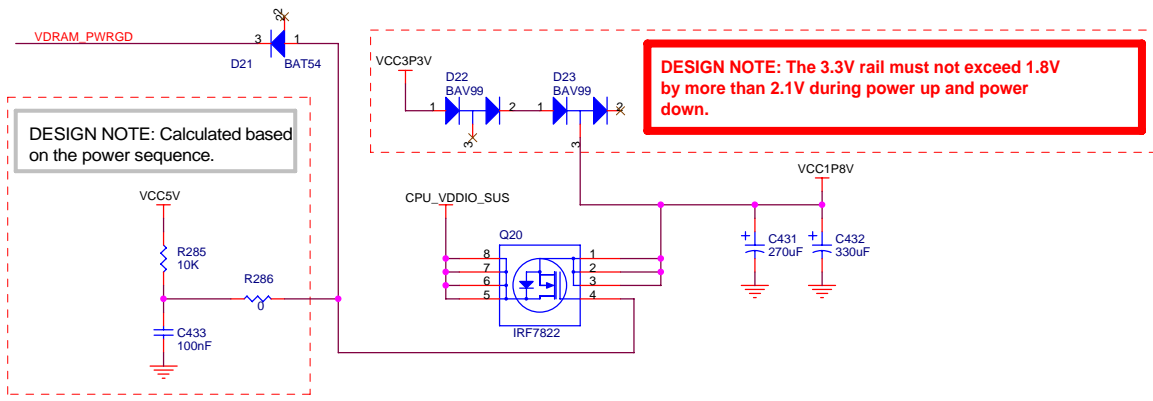 22
VDRAM_PWRGD
3
1
D21
BAT54
DESIGN NOTE: Calculated based
on the power sequence.
VCC5V
R285
10K
R286
0
C433
100nF
VCC3P3V
D22
BAV99
D23
BAV99
1
2
1
2
3
3
DESIGN NOTE: The 3.3V rail must not exceed 1.8V
by more than 2.1V during power up and power
down.
VCC1P8V
CPU_VDDIO_SUS
Q20
8
7
6
5
1
2
3
4
IRF7822
+
C431
270uF
+
C432
330uF